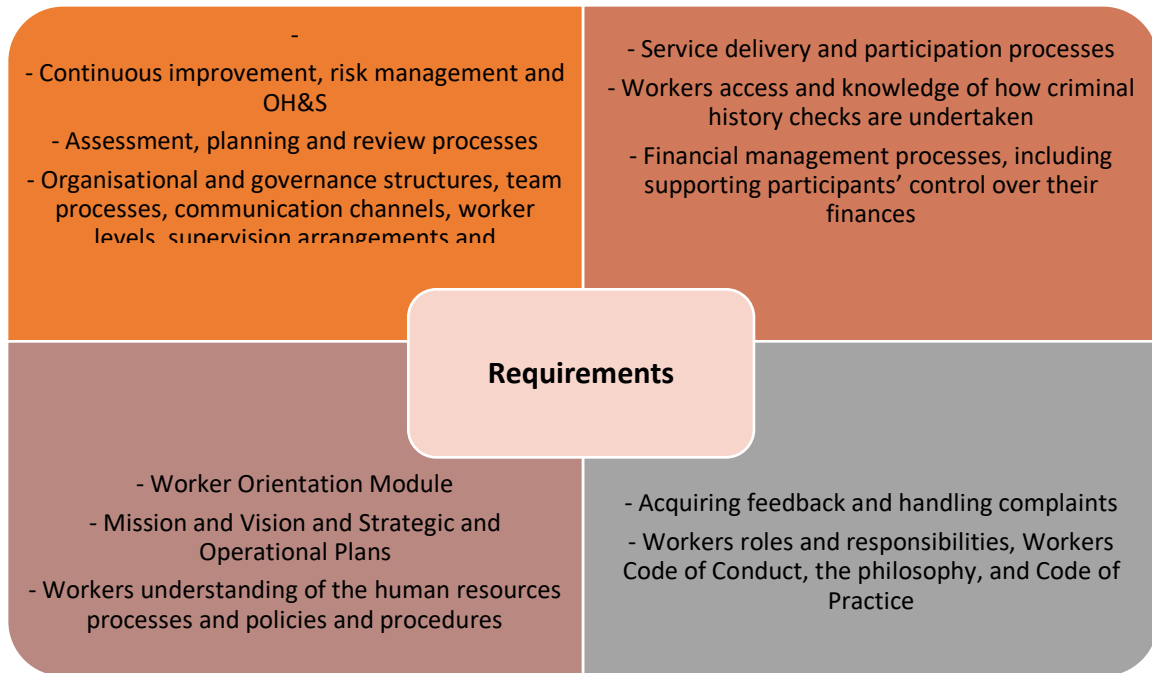 -
- Continuous improvement, risk management and
OH&S
- Assessment, planning and review processes
- Organisational and governance structures, team
processes, communication channels, worker
levels, supervision arrangements and
- Service delivery and participation processes
- Workers access and knowledge of how criminal
history checks are undertaken
- Financial management processes, including
supporting participants’ control over their
finances
Requirements
- Worker Orientation Module
- Mission and Vision and Strategic and
Operational Plans
- Workers understanding of the human resources
processes and policies and procedures
- Acquiring feedback and handling complaints
- Workers roles and responsibilities, Workers
Code of Conduct, the philosophy, and Code of
Practice